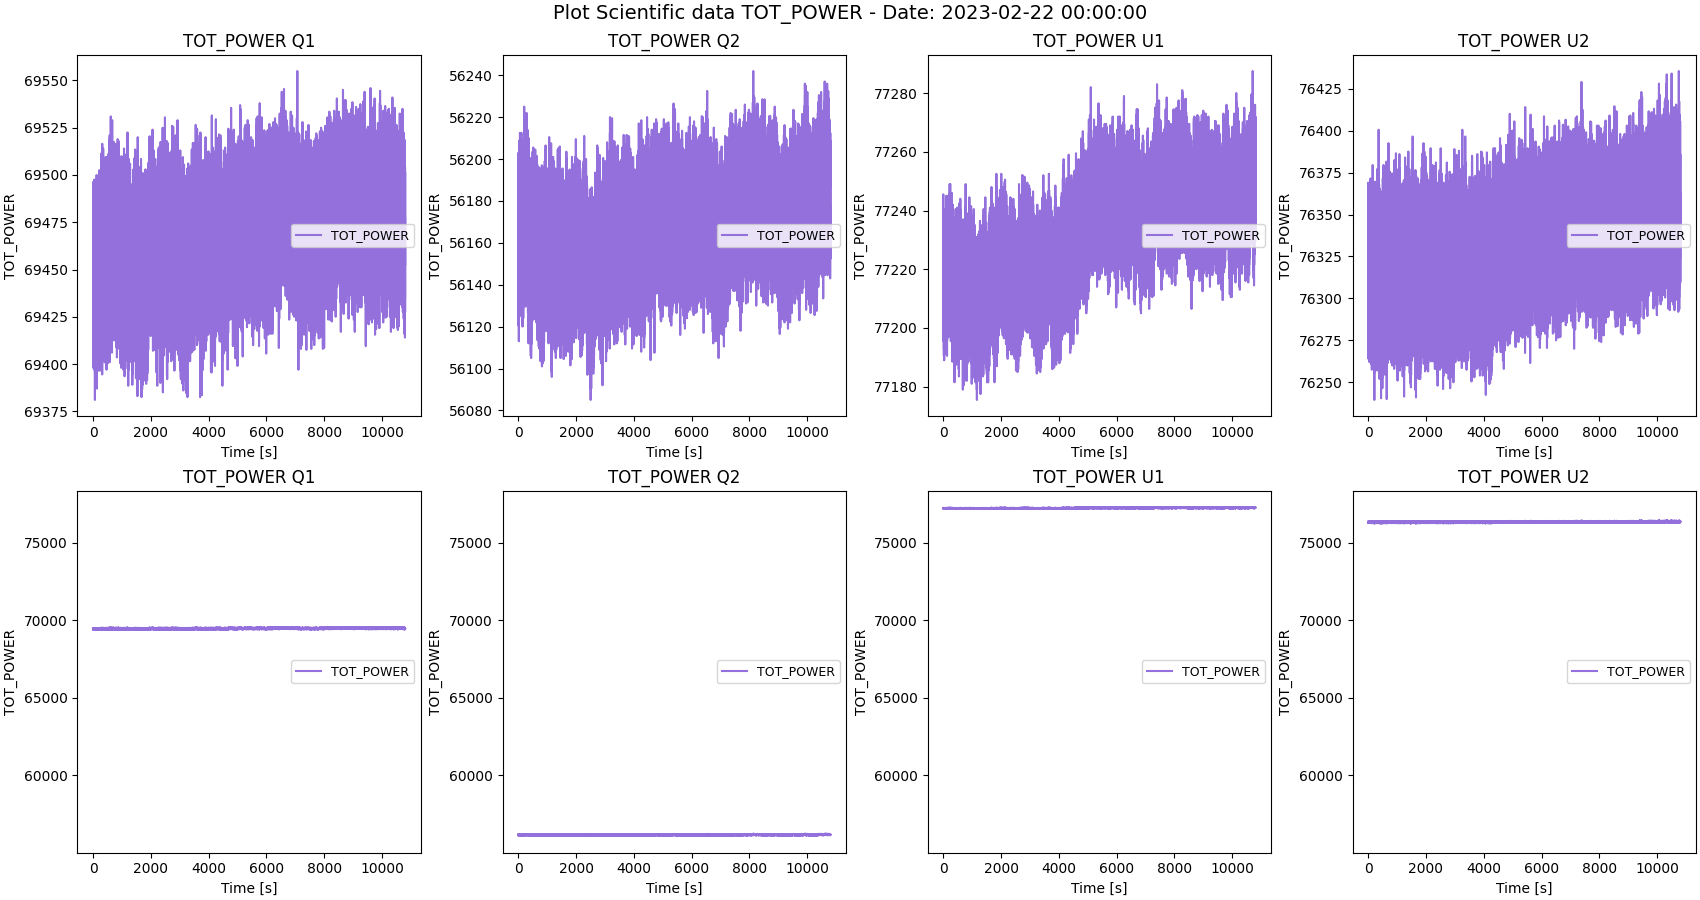 Plot Scientific data TOT_POWER - Date: 2023-02-22 00:00:00
TOT_POWER Q1
TOT_POWER
69550
69525
69500
69475
69450
69425
69400
69375
TOT_POWER
0 2000 4000 6000 8000 10000
Time [s]
TOT_POWER Q2
TOT_POWER
56240
56220
56200
56180
56160
56140
56120
56100
56080
TOT_POWER
0 2000 4000 6000 8000 10000
Time [s]
TOT_POWER U1
TOT_POWER
77280
77260
77240
77220
77200
77180
TOT_POWER
0 2000 4000 6000 8000 10000
Time [s]
TOT_POWER U2
TOT_POWER
76425
76400
76375
76350
76325
76300
76275
76250
TOT_POWER
0 2000 4000 6000 8000 10000
Time [s]
TOT_POWER Q1
TOT_POWER
75000
70000
65000
60000
TOT_POWER
0 2000 4000 6000 8000 10000
Time [s]
TOT_POWER Q2
TOT_POWER
75000
70000
65000
60000
TOT_POWER
0 2000 4000 6000 8000 10000
Time [s]
TOT_POWER U1
TOT_POWER
75000
70000
65000
60000
TOT_POWER
0 2000 4000 6000 8000 10000
Time [s]
TOT_POWER U2
TOT_POWER
75000
70000
65000
60000
TOT_POWER
0 2000 4000 6000 8000 10000
Time [s]